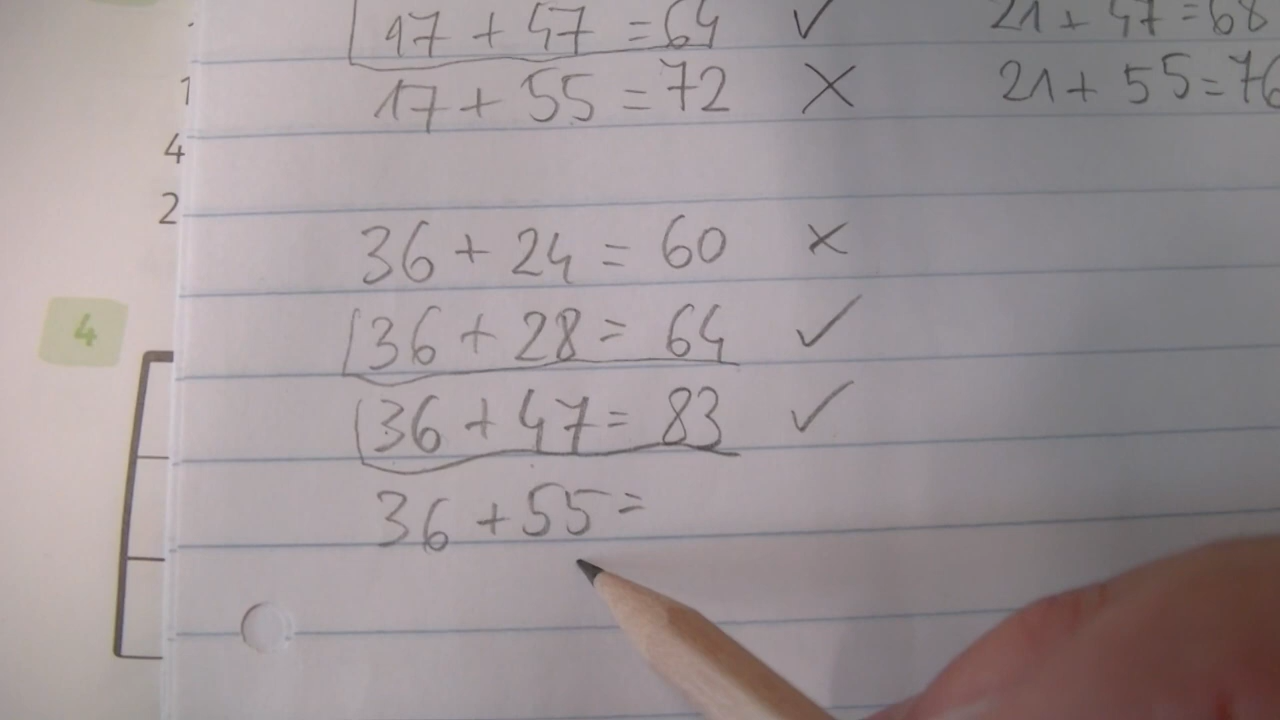 17 + 47 = 64 ✓
21 + 47 = 68
1
17 + 55 = 72 ×
21 + 55 = 76
4
2
36 + 24 = 60 ×
4
36 + 28 = 64 ✓
36 + 47 = 83 ✓
36 + 55 =